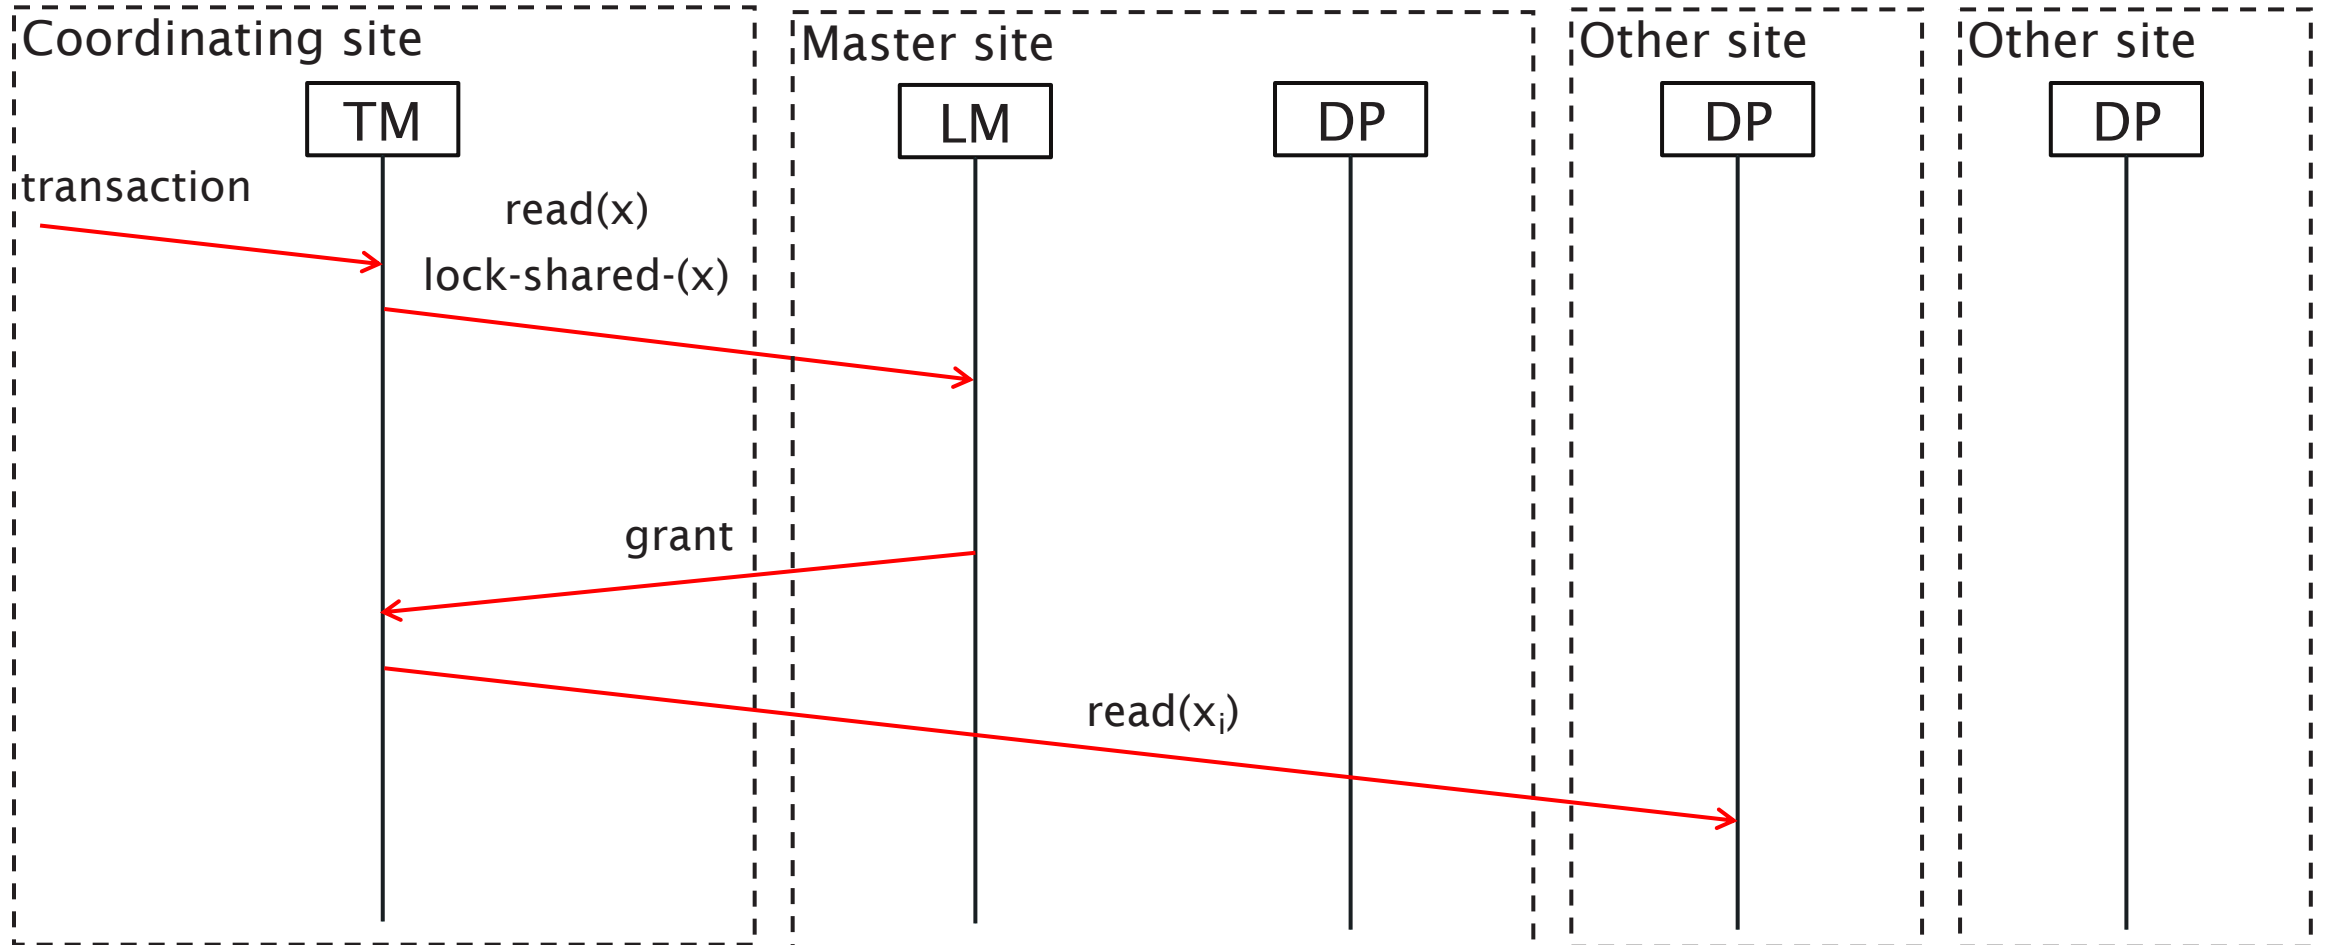 Coordinating site
Master site
Other site
Other site
TM
LM
DP
DP
DP
transaction
read(x)
lock-shared-(x)
grant
read(xᵢ)